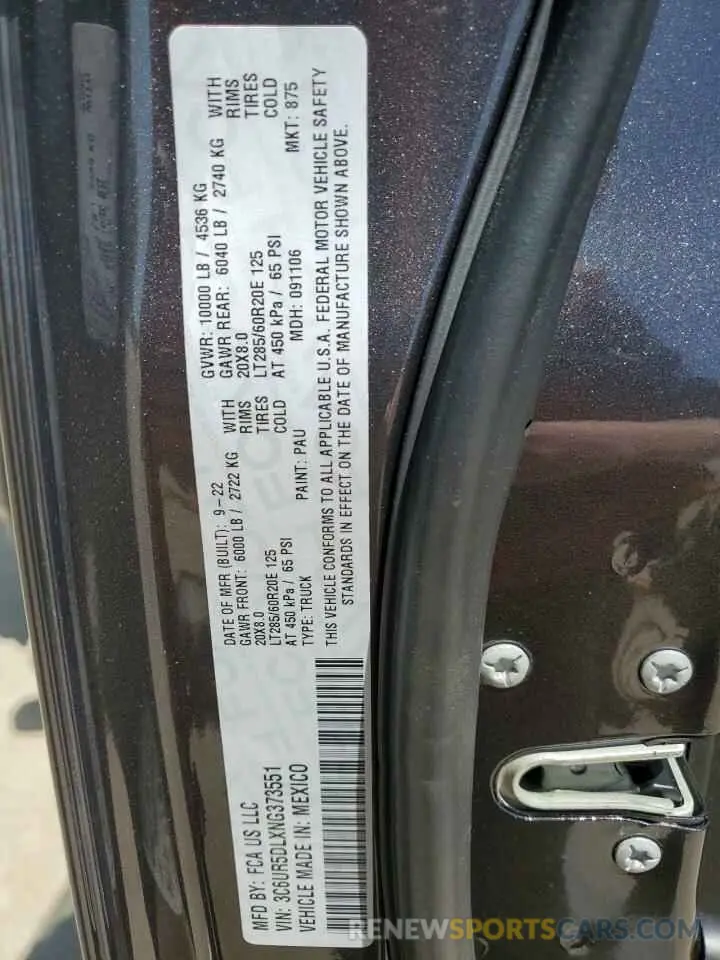 MFD BY: FCA US LLC
VIN: 3C6UR5DLXNG373551
VEHICLE MADE IN: MEXICO
DATE OF MFR (BUILT): 9-22
GAWR FRONT: 6000 LB / 2722 KG WITH
20X8.0 RIMS
LT285/60R20E 125 TIRES
AT 450 kPa / 65 PSI COLD
TYPE: TRUCK PAINT: PAU
GVWR: 10000 LB / 4536 KG
GAWR REAR: 6040 LB / 2740 KG WITH
20X8.0 RIMS
LT285/60R20E 125 TIRES
AT 450 kPa / 65 PSI COLD
MDH: 091106 MKT: 875
THIS VEHICLE CONFORMS TO ALL APPLICABLE U.S.A. FEDERAL MOTOR VEHICLE SAFETY
STANDARDS IN EFFECT ON THE DATE OF MANUFACTURE SHOWN ABOVE.
RENEWSPORTSCARS.COM